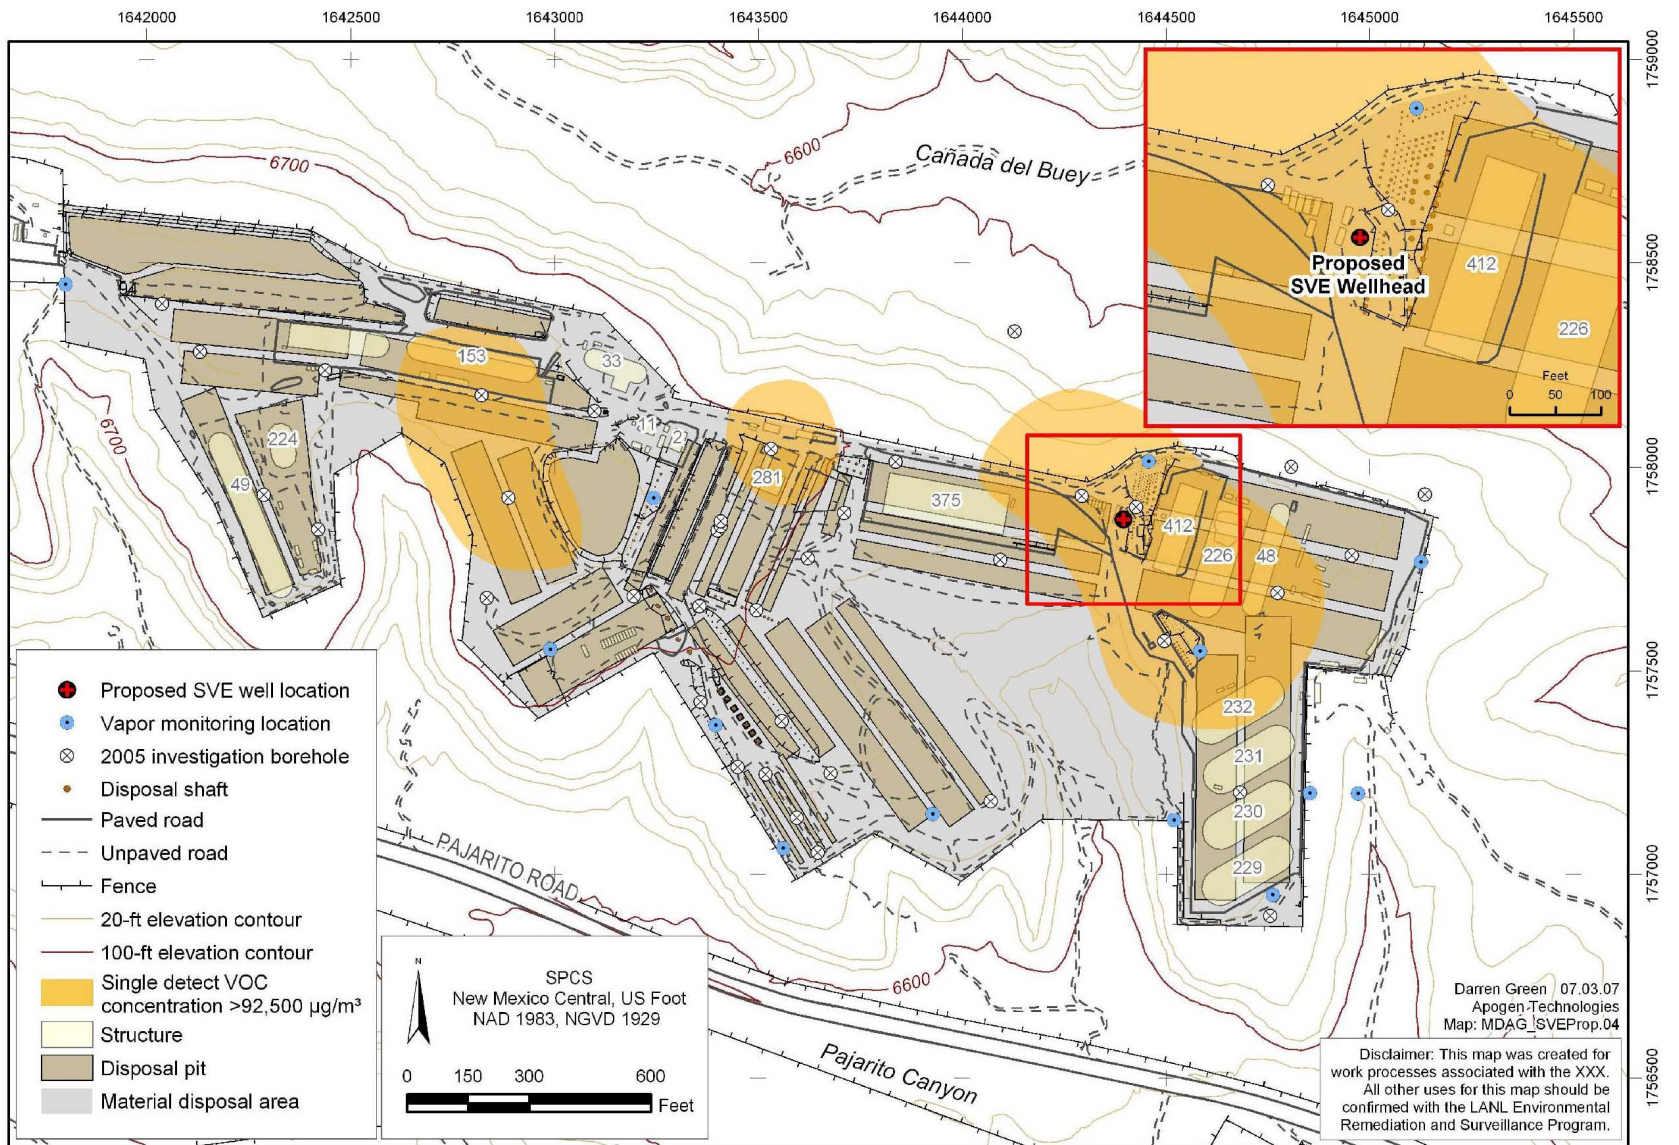 1642000
1642500
1643000
1643500
1644000
1644500
1645000
1645500
1759000
1758500
1758000
1757500
1757000
1756500
6700
6600
Cañada del Buey
Proposed
SVE Wellhead
412
226
Feet
0 50 100
153
33
11
2
224
49
281
375
412
226
48
6700
232
231
230
229
Proposed SVE well location
Vapor monitoring location
2005 investigation borehole
Disposal shaft
Paved road
Unpaved road
Fence
20-ft elevation contour
100-ft elevation contour
Single detect VOC
concentration >92,500 µg/m³
Structure
Disposal pit
Material disposal area
PAJARITO ROAD
6600
Pajarito Canyon
N
SPCS
New Mexico Central, US Foot
NAD 1983, NGVD 1929
0 150 300 600
Feet
Darren Green 07.03.07
Apogen Technologies
Map: MDAG_SVEProp.04
Disclaimer: This map was created for
work processes associated with the XXX.
All other uses for this map should be
confirmed with the LANL Environmental
Remediation and Surveillance Program.